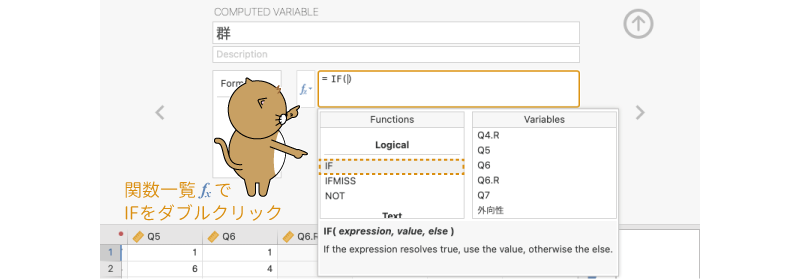 COMPUTED VARIABLE
群
Description
Form
fx
= IF()
Functions
Variables
Logical
IF
IFMISS
NOT
Text
Q4.R
Q5
Q6
Q6.R
Q7
外向性
IF( expression, value, else )
If the expression resolves true, use the value, otherwise the else.
関数一覧 fx で
IFをダブルクリック
Q5 Q6 Q6.R
1 1 1
2 6 4